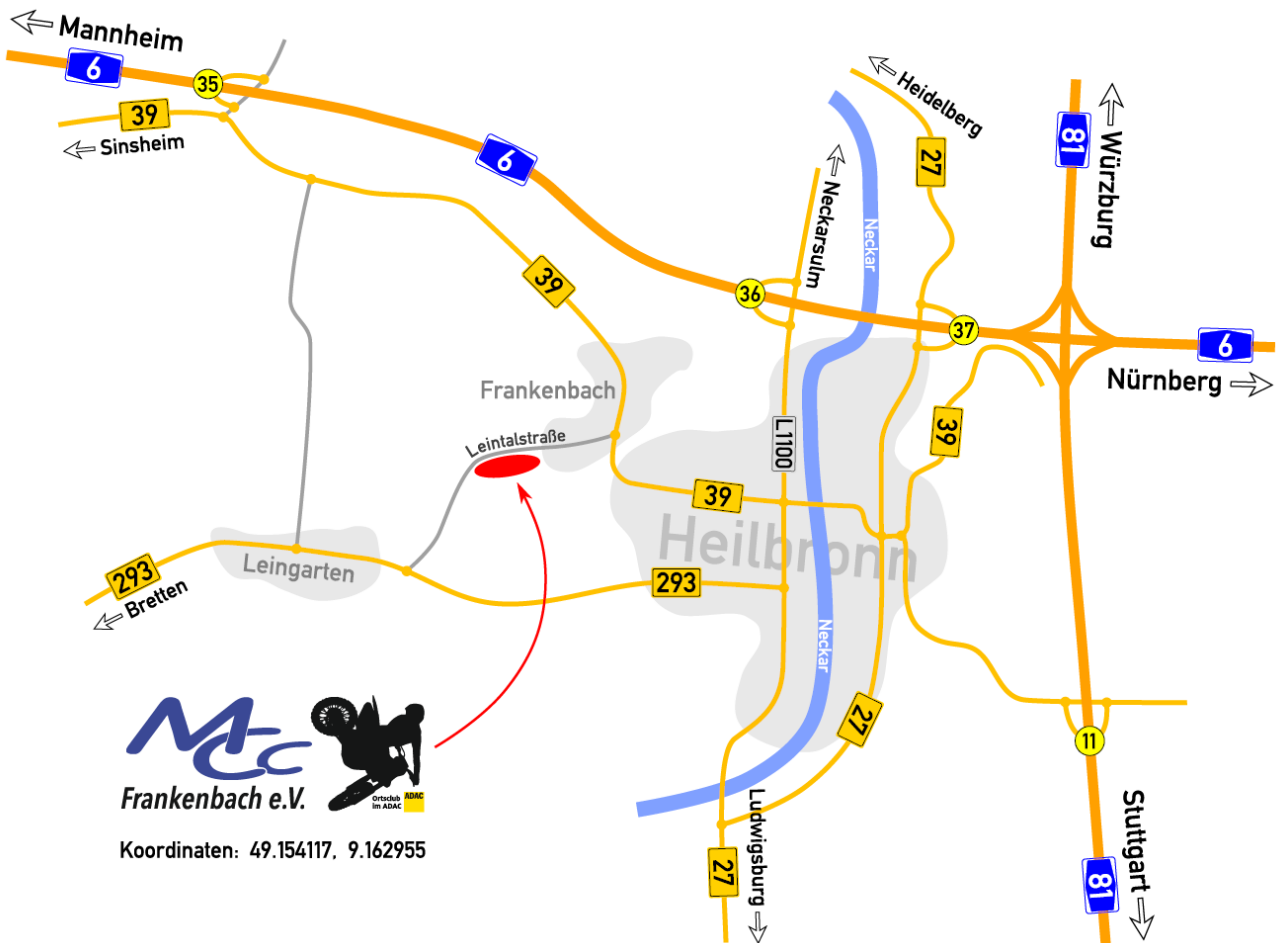 Mannheim
6
35
39
Sinsheim
6
Heidelberg
27
81
Würzburg
Neckarsulm
Neckar
39
36
37
6
Nürnberg
Frankenbach
Leintalstraße
L1100
39
39
Heilbronn
293
Bretten
Leingarten
293
Neckar
27
11
MCC
Frankenbach e.V.
Ortsclub
im ADAC
ADAC
Koordinaten: 49.154117, 9.162955
27
Ludwigsburg
Stuttgart
81